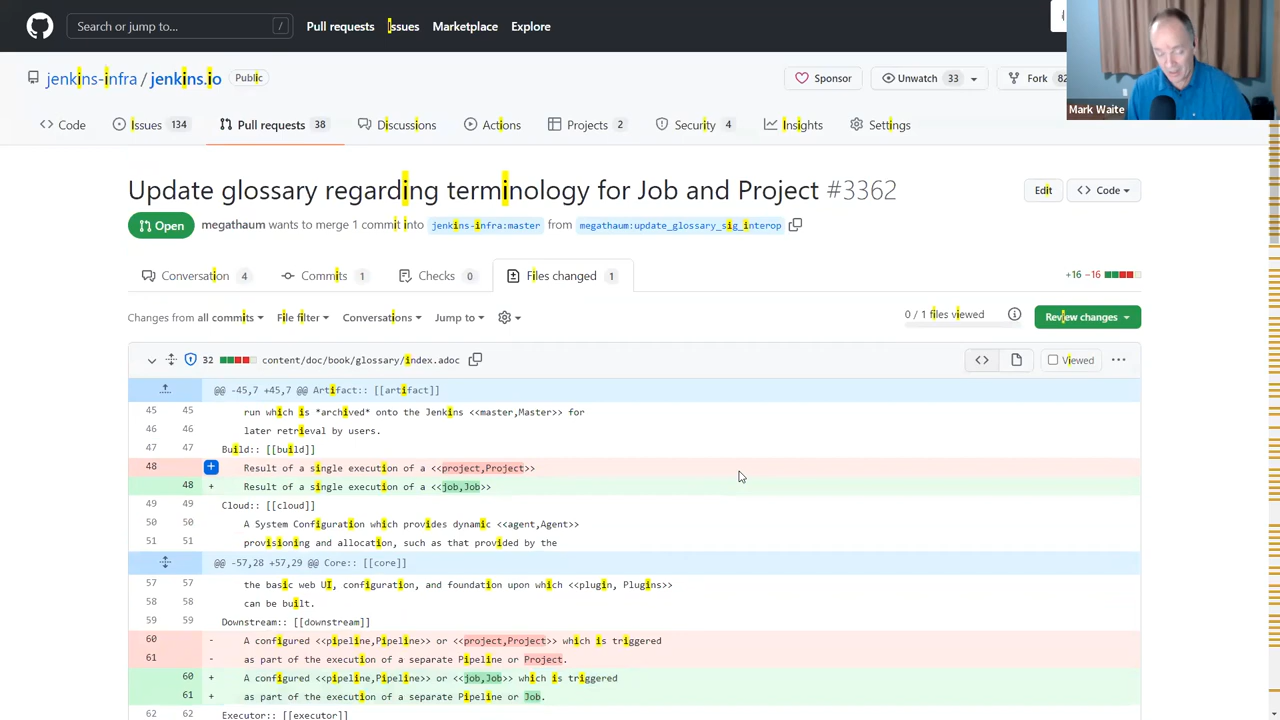 Search or jump to... / Pull requests Issues Marketplace Explore
Mark Waite
jenkins-infra / jenkins.io Public Sponsor Unwatch 33 Fork 82
Code Issues 134 Pull requests 38 Discussions Actions Projects 2 Security 4 Insights Settings
Update glossary regarding terminology for Job and Project #3362 Edit Code
Open megathaum wants to merge 1 commit into jenkins-infra:master from megathaum:update_glossary_sig_interop
Conversation 4 Commits 1 Checks 0 Files changed 1 +16 −16
Changes from all commits File filter Conversations Jump to 0 / 1 files viewed Review changes
32 content/doc/book/glossary/index.adoc Viewed
@@ -45,7 +45,7 @@ Artifact:: [[artifact]]
45 45 run which is *archived* onto the Jenkins <<master,Master>> for
46 46 later retrieval by users.
47 47 Build:: [[build]]
48 + Result of a single execution of a <<project,Project>>
48 + Result of a single execution of a <<job,Job>>
49 49 Cloud:: [[cloud]]
50 50 A System Configuration which provides dynamic <<agent,Agent>>
51 51 provisioning and allocation, such as that provided by the
@@ -57,28 +57,29 @@ Core:: [[core]]
57 57 the basic web UI, configuration, and foundation upon which <<plugin, Plugins>>
58 58 can be built.
59 59 Downstream:: [[downstream]]
60 - A configured <<pipeline,Pipeline>> or <<project,Project>> which is triggered
61 - as part of the execution of a separate Pipeline or Project.
60 + A configured <<pipeline,Pipeline>> or <<job,Job>> which is triggered
61 + as part of the execution of a separate Pipeline or Job.
62 62 Executor:: [[executor]]